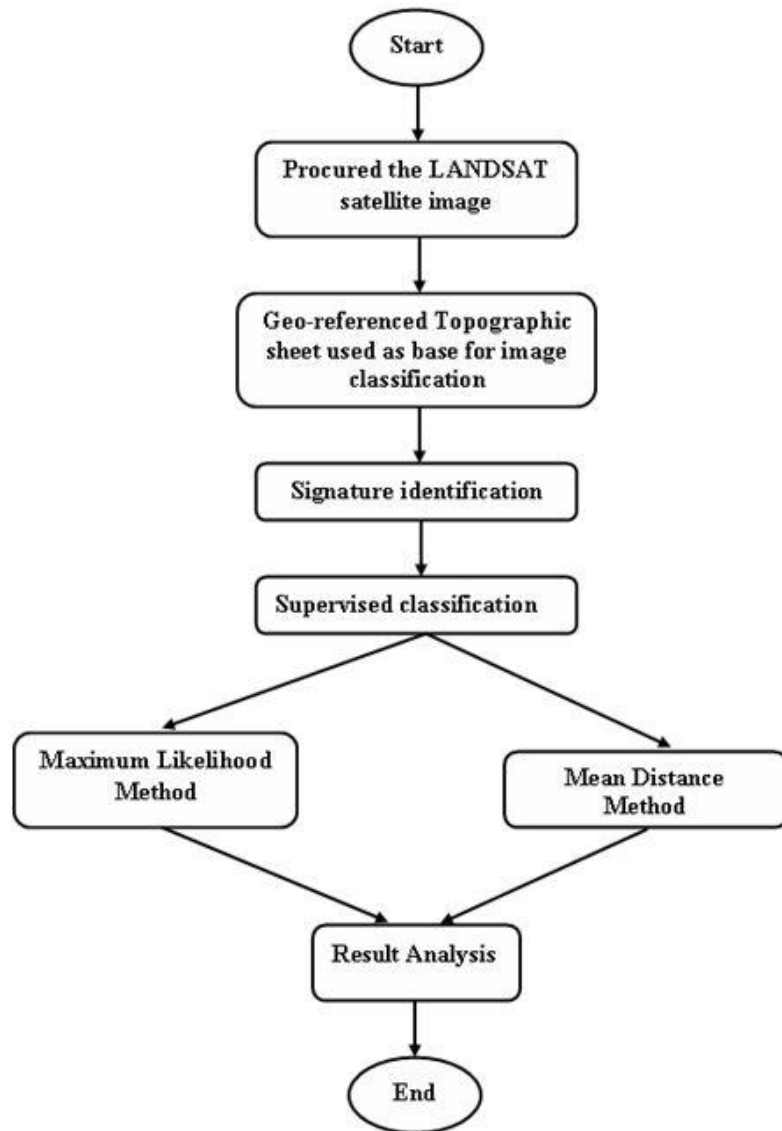 Start
Procured the LANDSAT
satellite image
Geo-referenced Topographic
sheet used as base for image
classification
Signature identification
Supervised classification
Maximum Likelihood
Method
Mean Distance
Method
Result Analysis
End